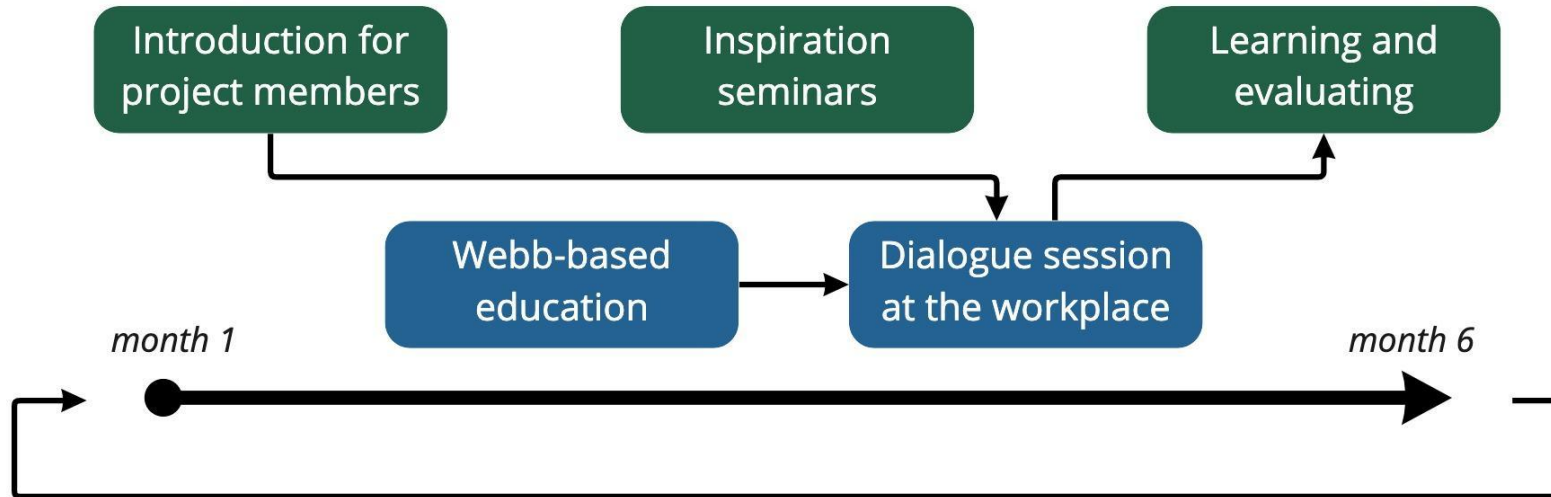 Introduction for
project members
Inspiration
seminars
Learning and
evaluating
Webb-based
education
Dialogue session
at the workplace
month 1
month 6